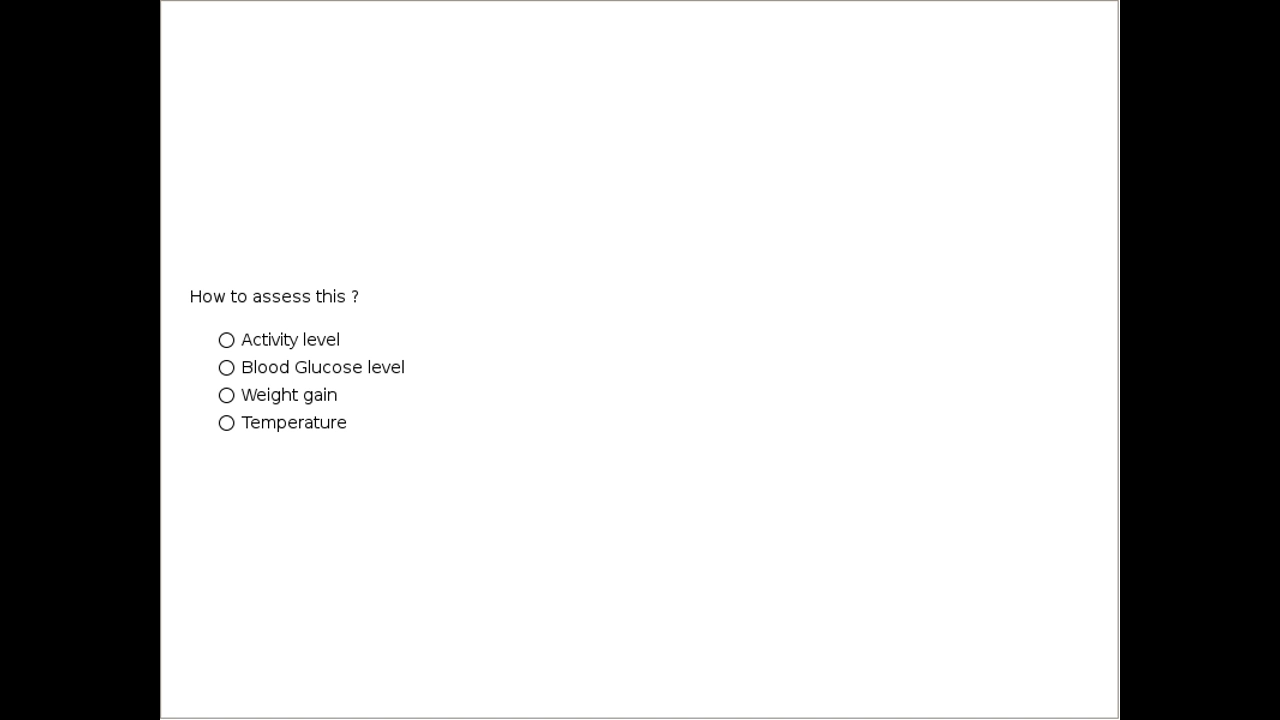 How to assess this ?
Activity level
Blood Glucose level
Weight gain
Temperature